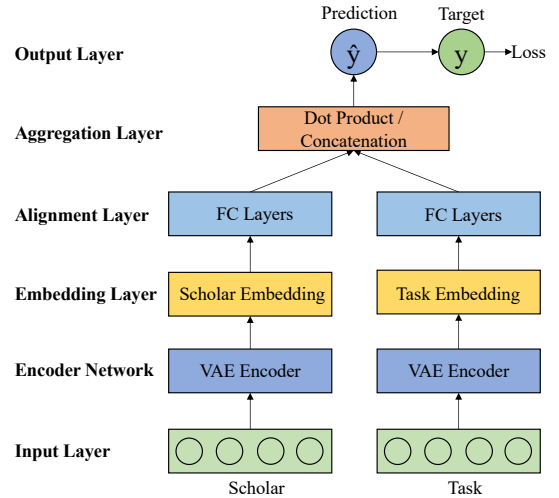 Prediction Target
Output Layer ŷ y Loss
Aggregation Layer Dot Product /
Concatenation
Alignment Layer FC Layers FC Layers
Embedding Layer Scholar Embedding Task Embedding
Encoder Network VAE Encoder VAE Encoder
Input Layer
Scholar Task